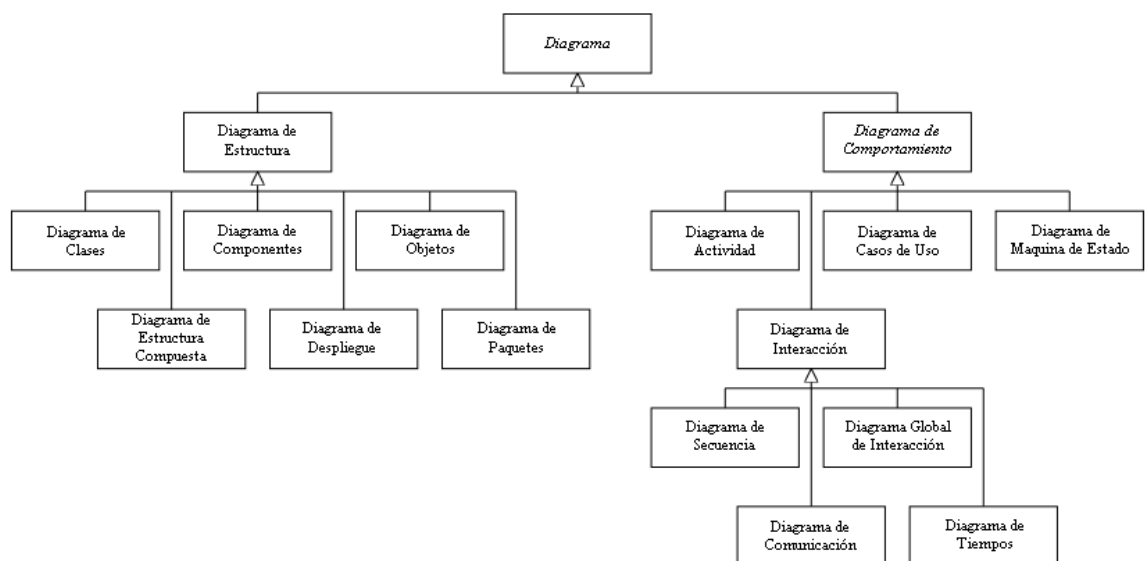 Diagrama
Diagrama de
Estructura
Diagrama de
Comportamiento
Diagrama de
Clases
Diagrama de
Componentes
Diagrama de
Objetos
Diagrama de
Actividad
Diagrama de
Casos de Uso
Diagrama de
Maquina de Estado
Diagrama de
Estructura
Compuesta
Diagrama de
Despliegue
Diagrama de
Paquetes
Diagrama de
Interacción
Diagrama de
Secuencia
Diagrama Global
de Interacción
Diagrama de
Comunicación
Diagrama de
Tiempos